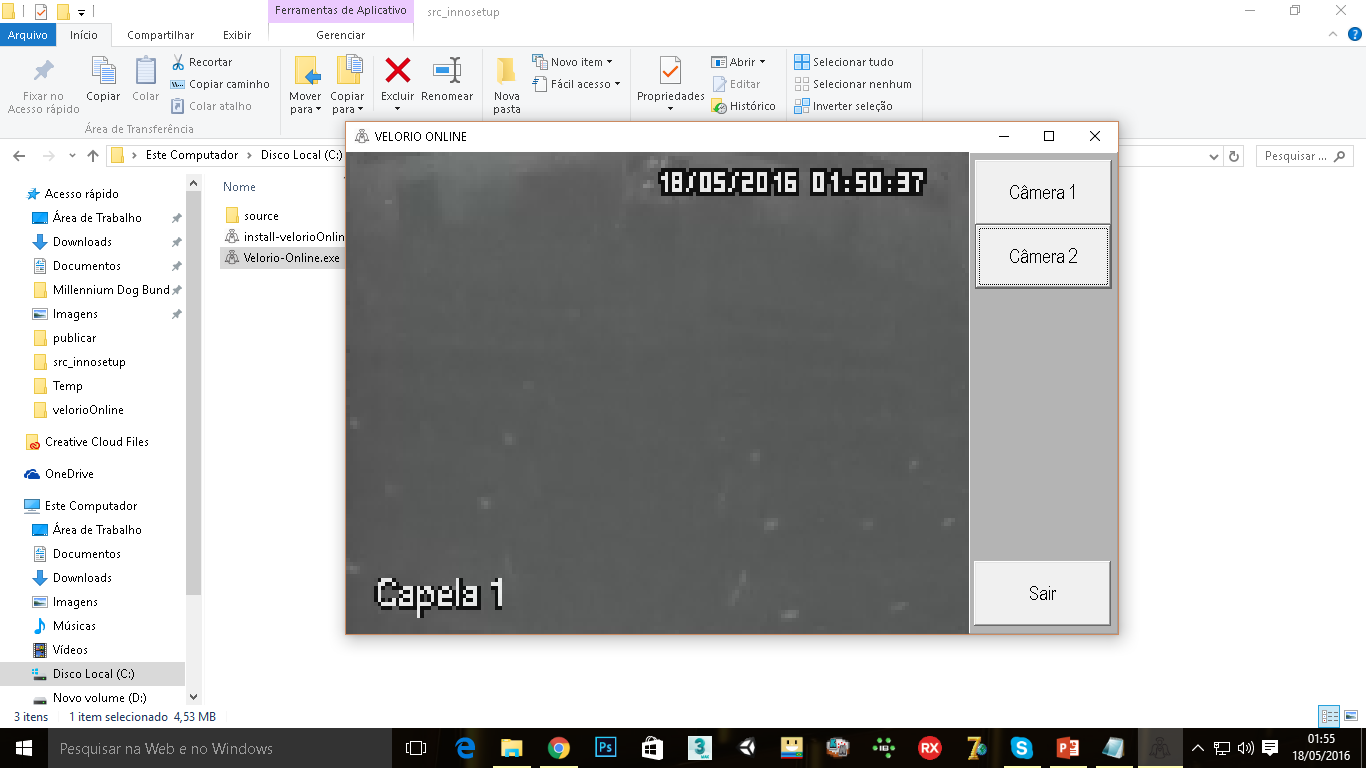 Ferramentas de Aplicativo
src_innosetup
Arquivo
Início
Compartilhar
Exibir
Gerenciar
Fixar no
Acesso rápido
Copiar
Colar
Recortar
Copiar caminho
Colar atalho
Área de Transferência
Mover
para
Copiar
para
Excluir
Renomear
Nova
pasta
Novo item
Fácil acesso
Propriedades
Abrir
Editar
Histórico
Selecionar tudo
Selecionar nenhum
Inverter seleção
Este Computador
Disco Local (C:)
Pesquisar ...
VELORIO ONLINE
18/05/2016 01:50:37
Capela 1
Câmera 1
Câmera 2
Sair
Nome
source
install-velorioOnlin
Velorio-Online.exe
Acesso rápido
Área de Trabalho
Downloads
Documentos
Millennium Dog Bund
Imagens
publicar
src_innosetup
Temp
velorioOnline
Creative Cloud Files
OneDrive
Este Computador
Área de Trabalho
Documentos
Downloads
Imagens
Músicas
Vídeos
Disco Local (C:)
Novo volume (D:)
3 itens
1 item selecionado 4,53 MB
Pesquisar na Web e no Windows
Ps
3
MAX
RX
7
S
01:55
18/05/2016